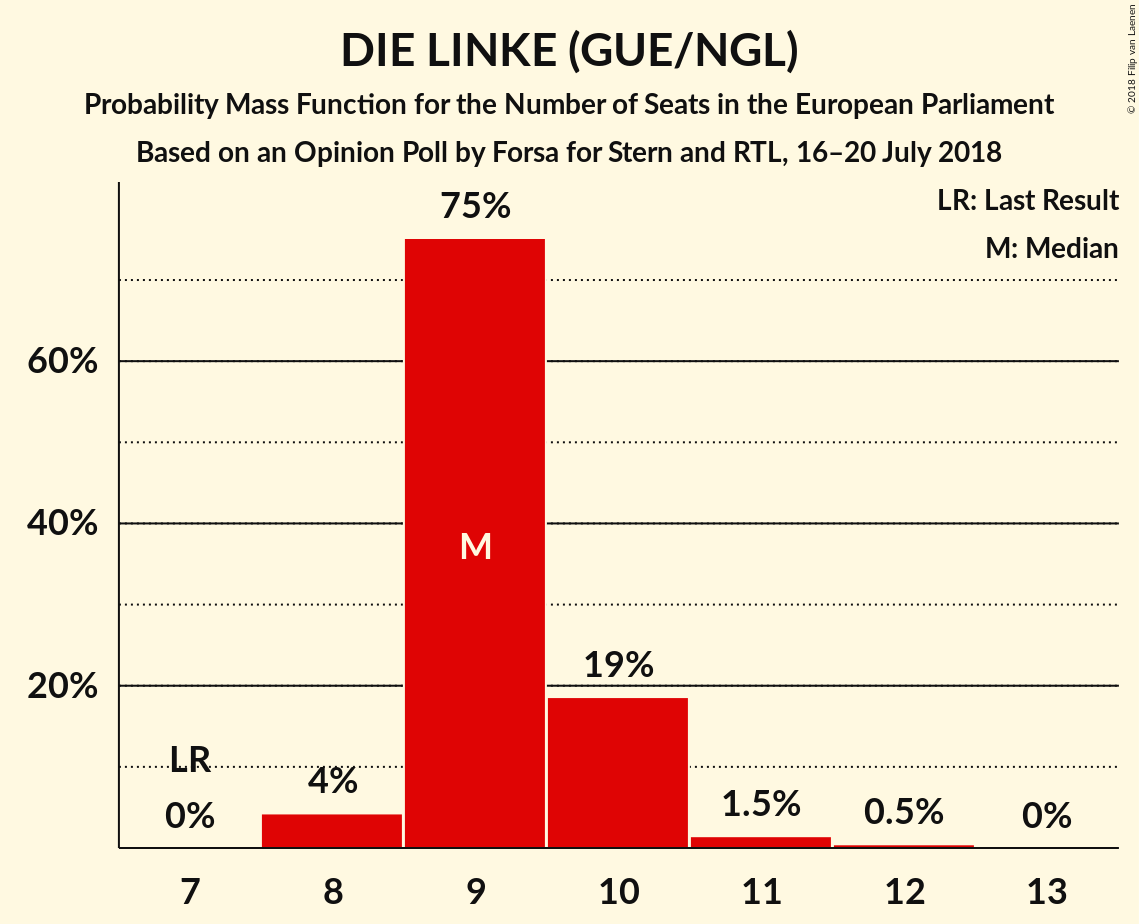 DIE LINKE (GUE/NGL)
Probability Mass Function for the Number of Seats in the European Parliament
Based on an Opinion Poll by Forsa for Stern and RTL, 16–20 July 2018
© 2018 Filip van Laenen
LR: Last Result
M: Median
75%
60%
40%
M
19%
20%
LR
4%
0%
1.5%
0.5%
0%
7 8 9 10 11 12 13